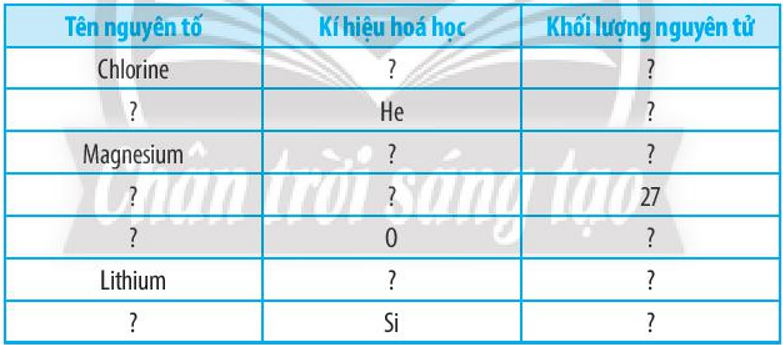 Tên nguyên tố Kí hiệu hoá học Khối lượng nguyên tử
Chlorine ? ?
? He ?
Magnesium ? ?
? ? 27
? O ?
Lithium ? ?
? Si ?
Chân trời sáng tạo